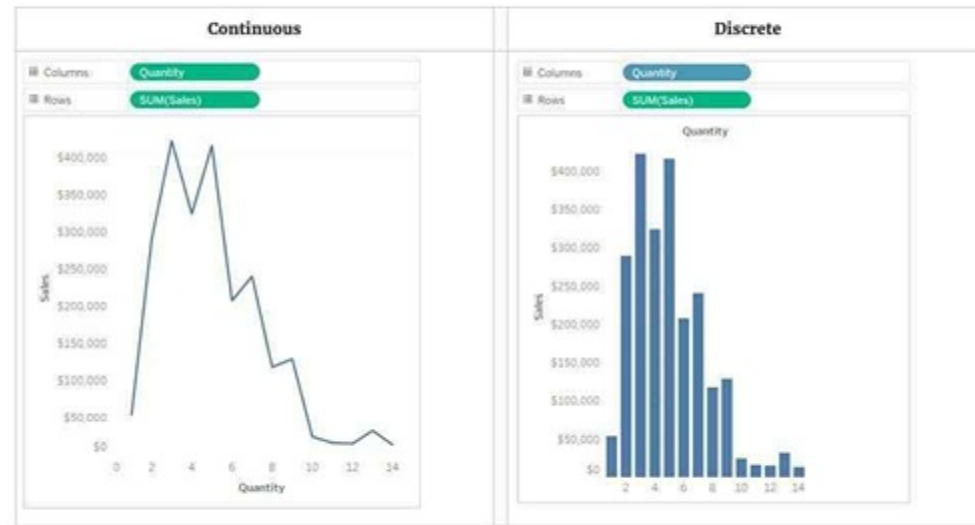 Continuous
Columns
Quantity
Rows
SUM(Sales)
$400,000
$350,000
$300,000
$250,000
$200,000
$150,000
$100,000
$50,000
$0
Sales
0 2 4 6 8 10 12 14
Quantity
Discrete
Columns
Quantity
Rows
SUM(Sales)
Quantity
$400,000
$350,000
$300,000
$250,000
$200,000
$150,000
$100,000
$50,000
$0
Sales
2 4 6 8 10 12 14